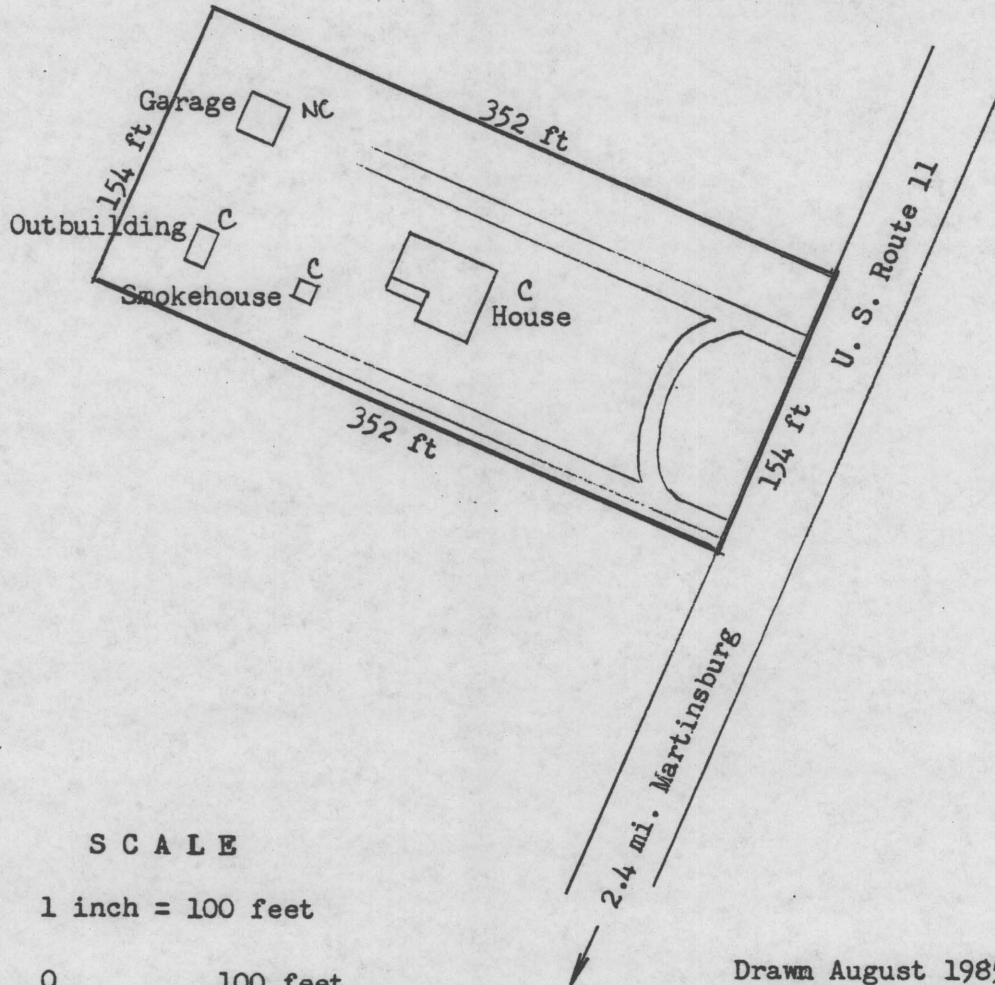 352 ft
Garage NC
154 ft
Outbuilding C
Smokehouse C
C
House
352 ft
154 ft
U. S. Route 11
2.4 mi. Martinsburg
SCALE
1 inch = 100 feet
0 100 feet
Drawn August